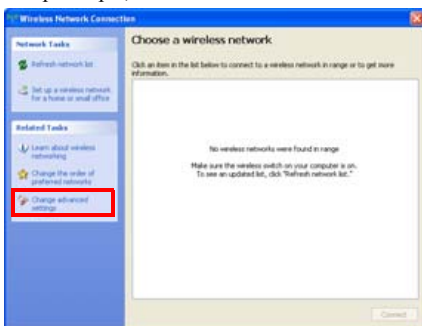 Wireless Network Connection
Network Tasks
Refresh network list
Set up a wireless network
for a home or small office
Related Tasks
Learn about wireless
networking
Change the order of
preferred networks
Change advanced
settings
Choose a wireless network
Click an item in the list below to connect to a wireless network in range or to get more
information.
No wireless networks were found in range
Make sure the wireless switch on your computer is on.
To see an updated list, click "Refresh network list."
Connect